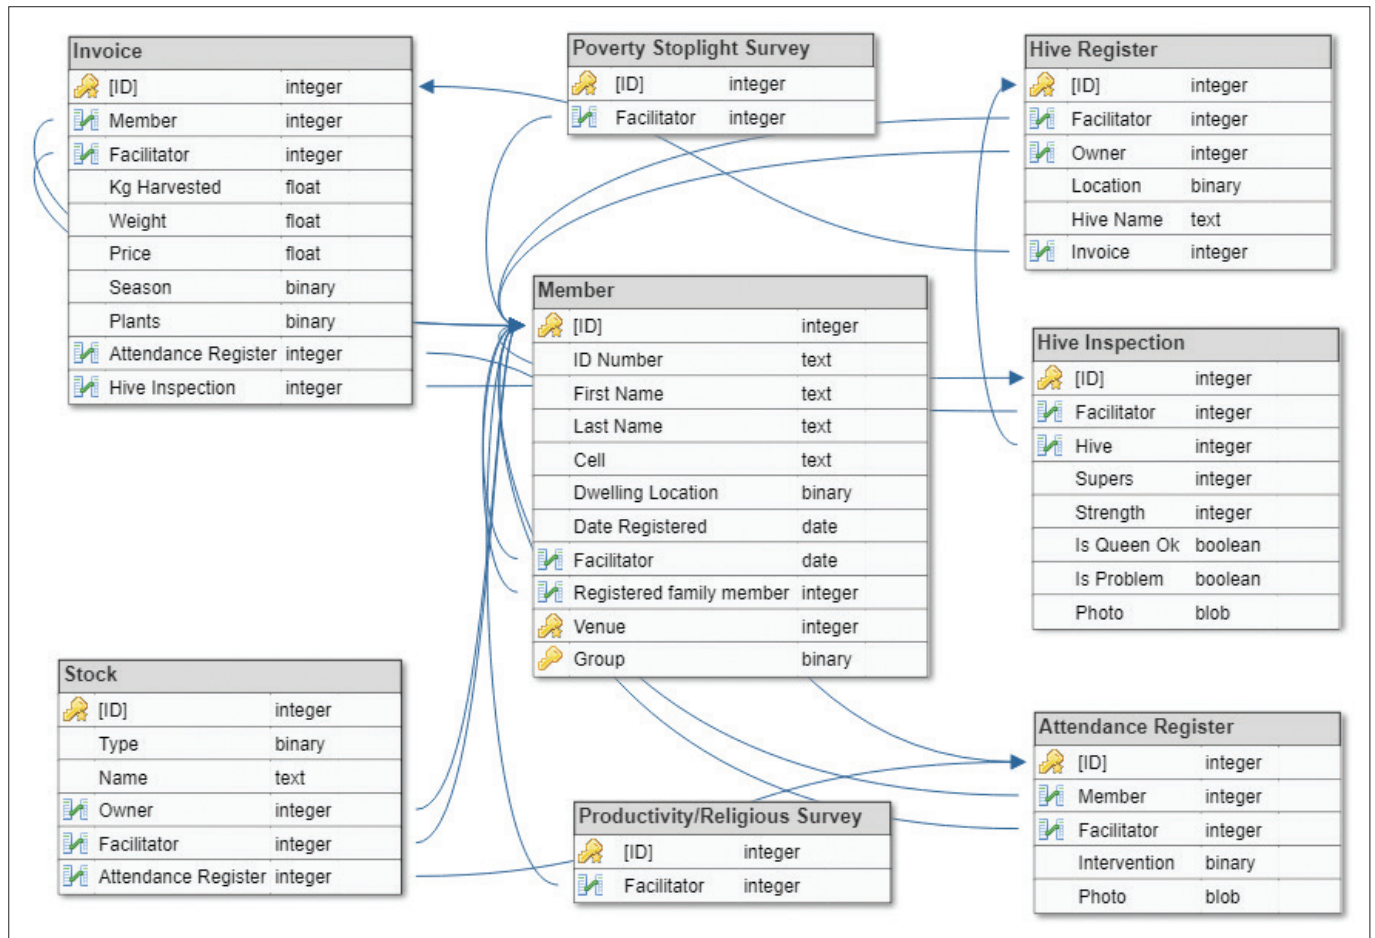 Invoice
[ID] integer
Member integer
Facilitator integer
Kg Harvested float
Weight float
Price float
Season binary
Plants binary
Attendance Register integer
Hive Inspection integer
Poverty Stoplight Survey
[ID] integer
Facilitator integer
Hive Register
[ID] integer
Facilitator integer
Owner integer
Location binary
Hive Name text
Invoice integer
Member
[ID] integer
ID Number text
First Name text
Last Name text
Cell text
Dwelling Location binary
Date Registered date
Facilitator date
Registered family member integer
Venue integer
Group binary
Hive Inspection
[ID] integer
Facilitator integer
Hive integer
Supers integer
Strength integer
Is Queen Ok boolean
Is Problem boolean
Photo blob
Stock
[ID] integer
Type binary
Name text
Owner integer
Facilitator integer
Attendance Register integer
Productivity/Religious Survey
[ID] integer
Facilitator integer
Attendance Register
[ID] integer
Member integer
Facilitator integer
Intervention binary
Photo blob